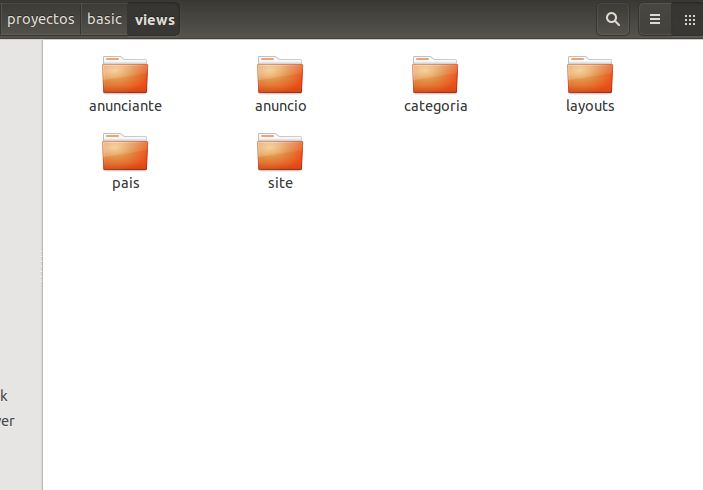 proyectos basic views
anunciante anuncio categoria layouts
pais site
k